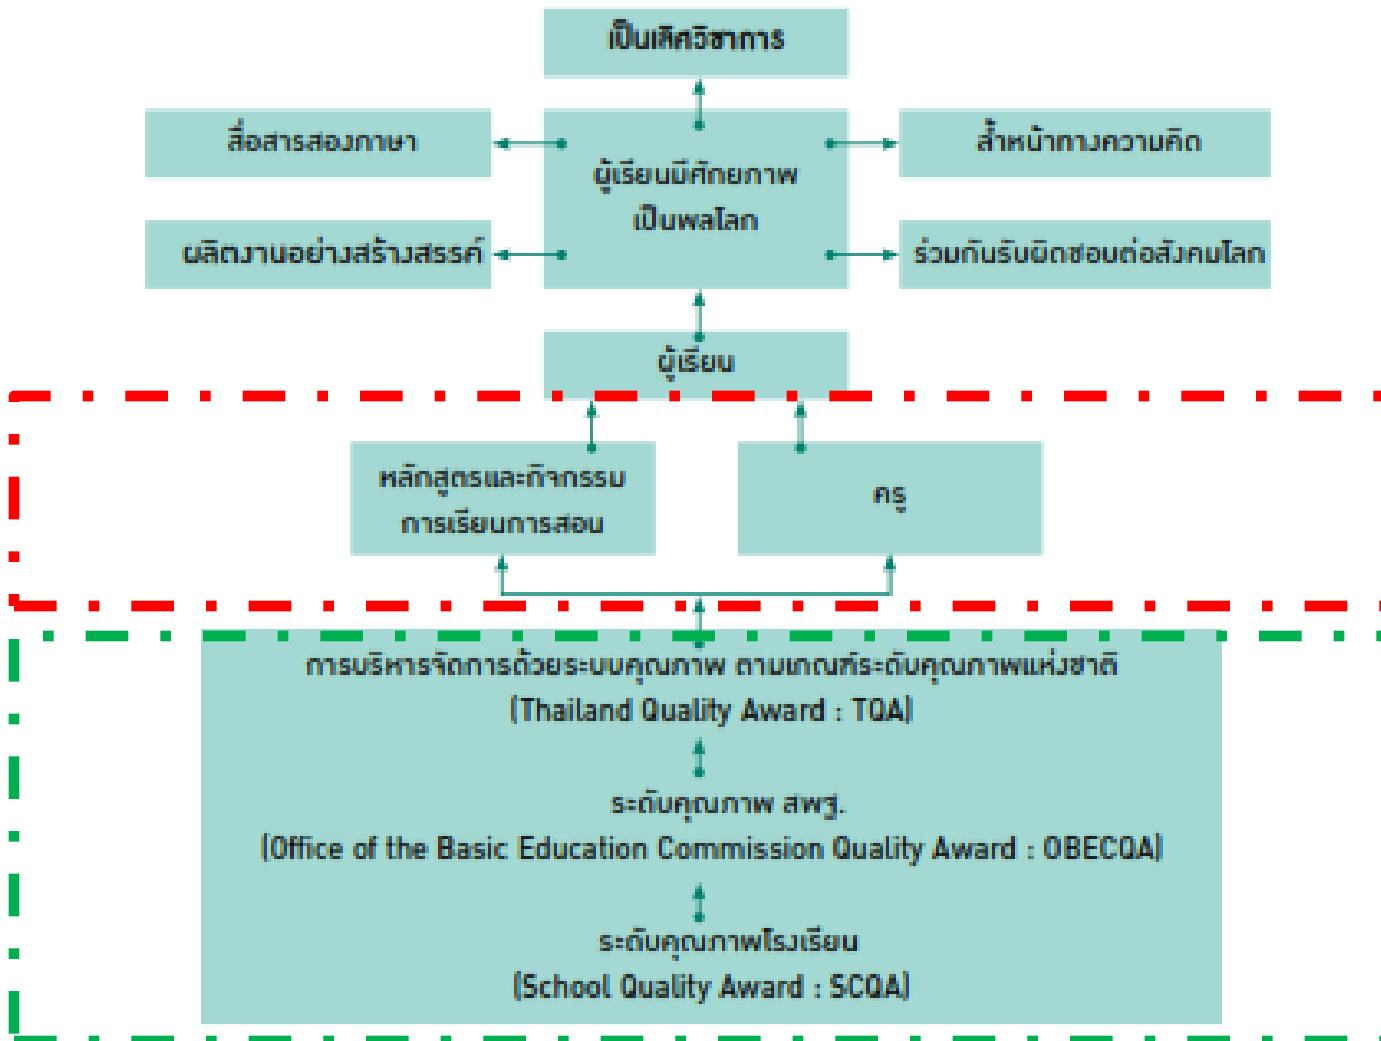 เป็นเลิศวิชาการ
สื่อสารสองภาษา
ล้ำหน้าทางความคิด
ผู้เรียนมีศักยภาพ
เป็นพลโลก
ผลิตงานอย่างสร้างสรรค์
ร่วมกันรับผิดชอบต่อสังคมโลก
ผู้เรียน
หลักสูตรและกิจกรรม
การเรียนการสอน
ครู
การบริหารจัดการด้วยระบบคุณภาพ ตามเกณฑ์ระดับคุณภาพแห่งชาติ
(Thailand Quality Award : TQA)
ระดับคุณภาพ สพฐ.
(Office of the Basic Education Commission Quality Award : OBECQA)
ระดับคุณภาพโรงเรียน
(School Quality Award : SCQA)